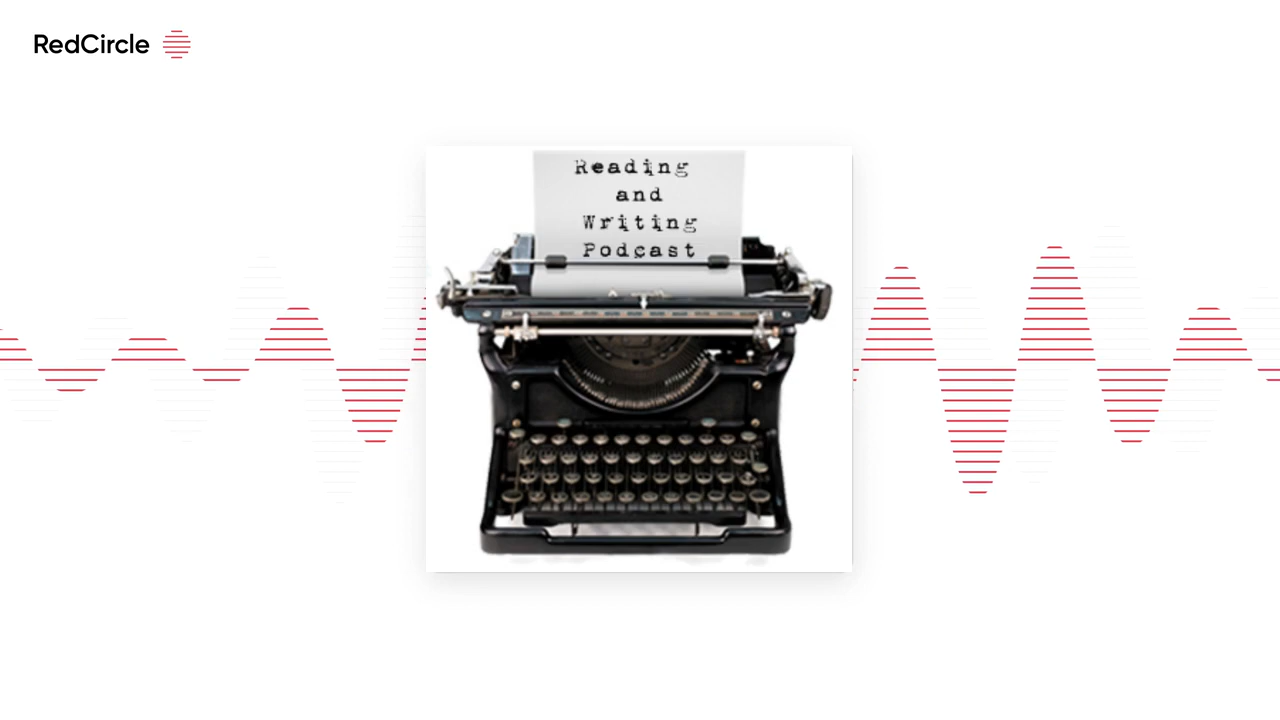 RedCircle
Reading
and
Writing
Podcast